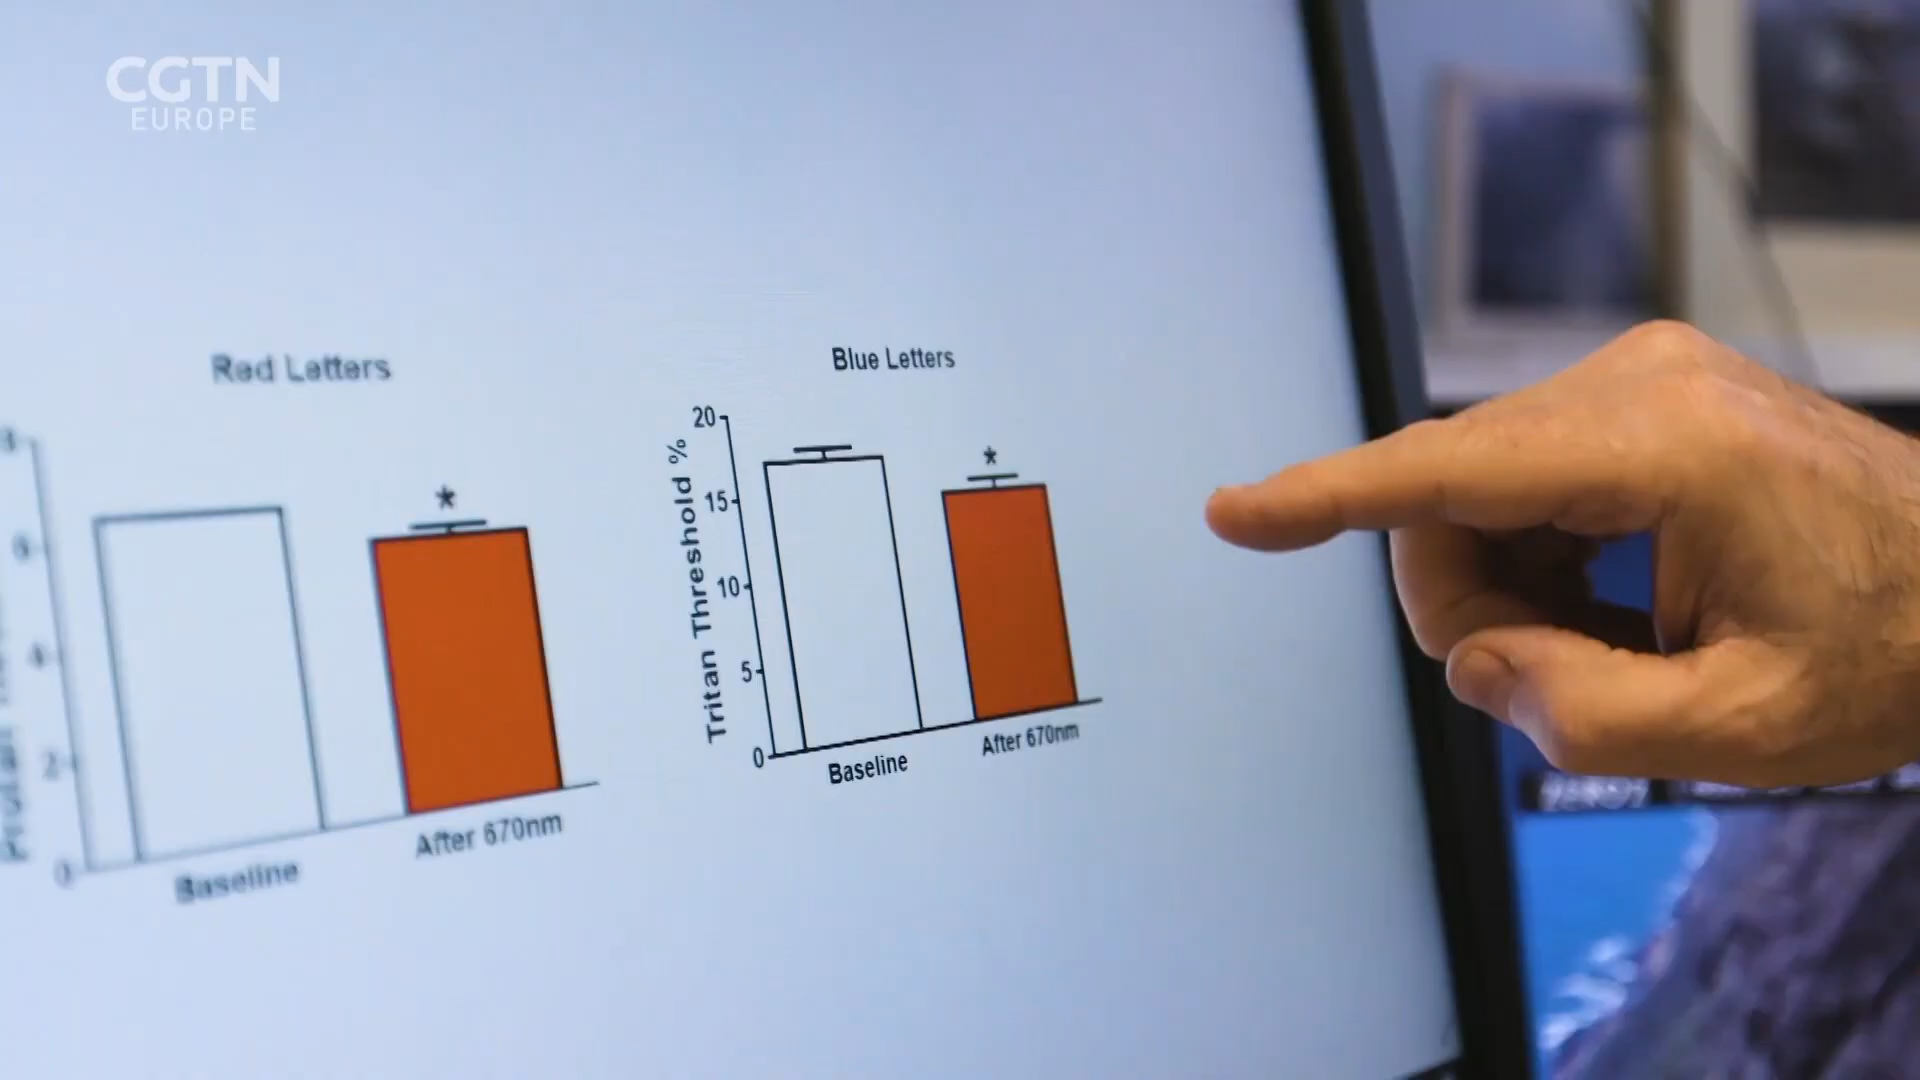 CGTN
EUROPE
Red Letters
8
6
4
2
0
Baseline
After 670nm
*
Blue Letters
Tritan Threshold %
20
15
10
5
0
Baseline
After 670nm
*